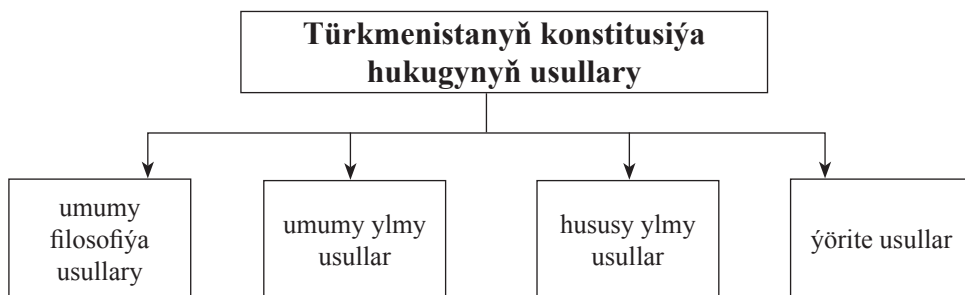 Türkmenistanyň konstitusiýa
hukugynyň usullary
umumy
filosofiýa
usullary
umumy ylmy
usullar
hususy ylmy
usullar
ýörite usullar